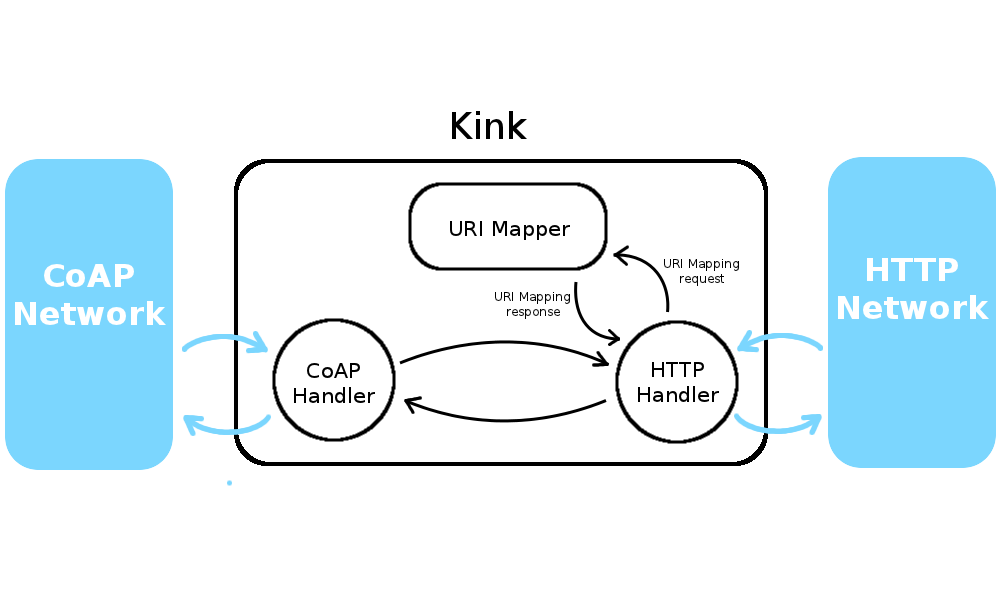 Kink
CoAP
Network
URI Mapper
URI Mapping
request
URI Mapping
response
CoAP
Handler
HTTP
Handler
HTTP
Network